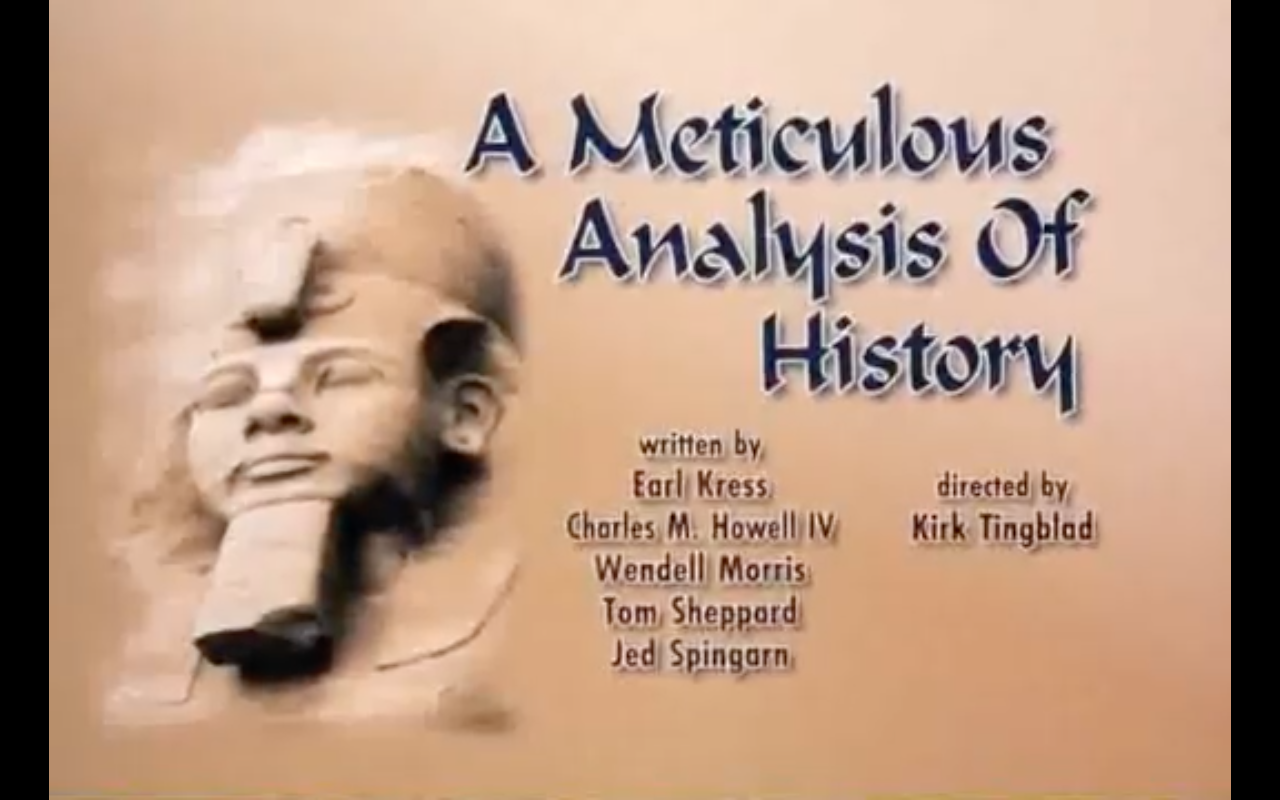 A Meticulous
Analysis Of
History
written by
Earl Kress
Charles M. Howell IV
Wendell Morris
Tom Sheppard
Jed Spingarn
directed by
Kirk Tingblad